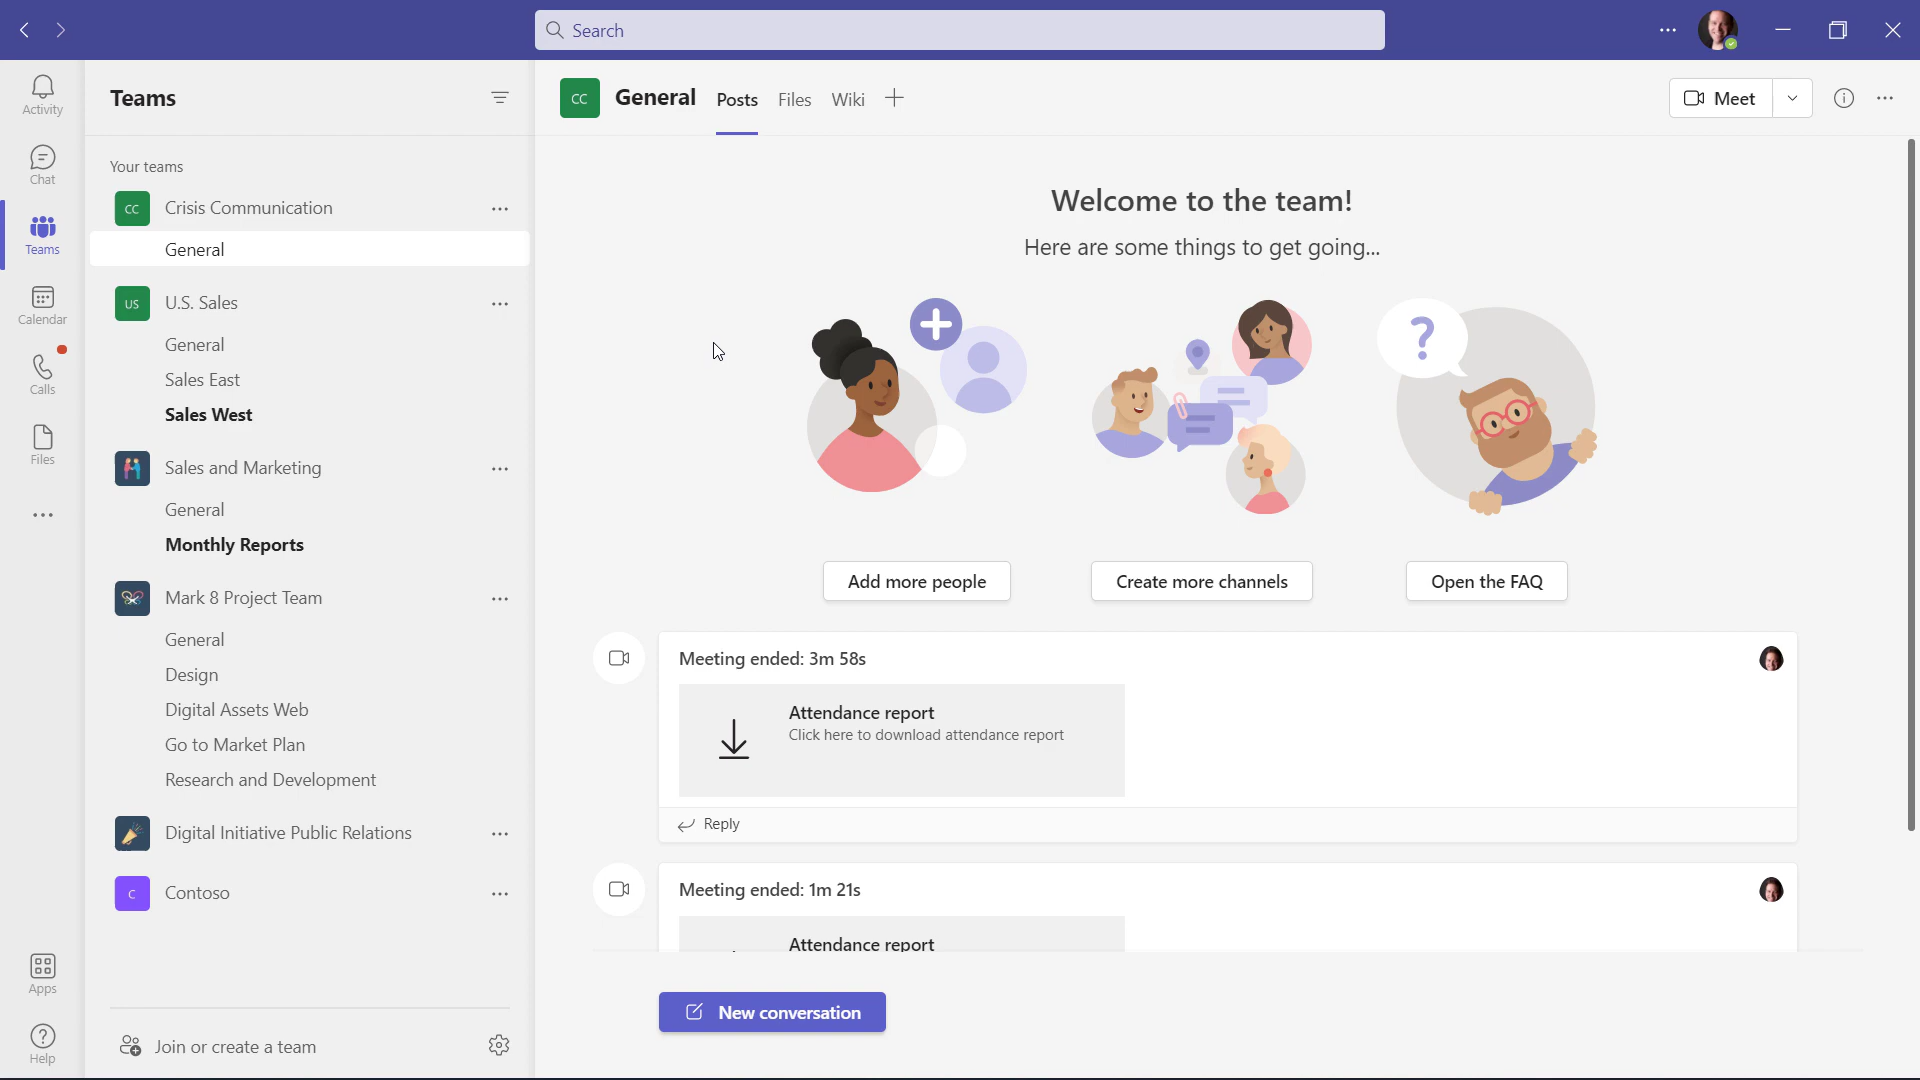 Search
Activity
Chat
Teams
Calendar
Calls
Files
Apps
Help
Teams
Your teams
CC Crisis Communication
General
US U.S. Sales
General
Sales East
Sales West
Sales and Marketing
General
Monthly Reports
Mark 8 Project Team
General
Design
Digital Assets Web
Go to Market Plan
Research and Development
Digital Initiative Public Relations
C Contoso
Join or create a team
CC General Posts Files Wiki
Meet
Welcome to the team!
Here are some things to get going...
?
Add more people
Create more channels
Open the FAQ
Meeting ended: 3m 58s
Attendance report
Click here to download attendance report
Reply
Meeting ended: 1m 21s
Attendance report
New conversation